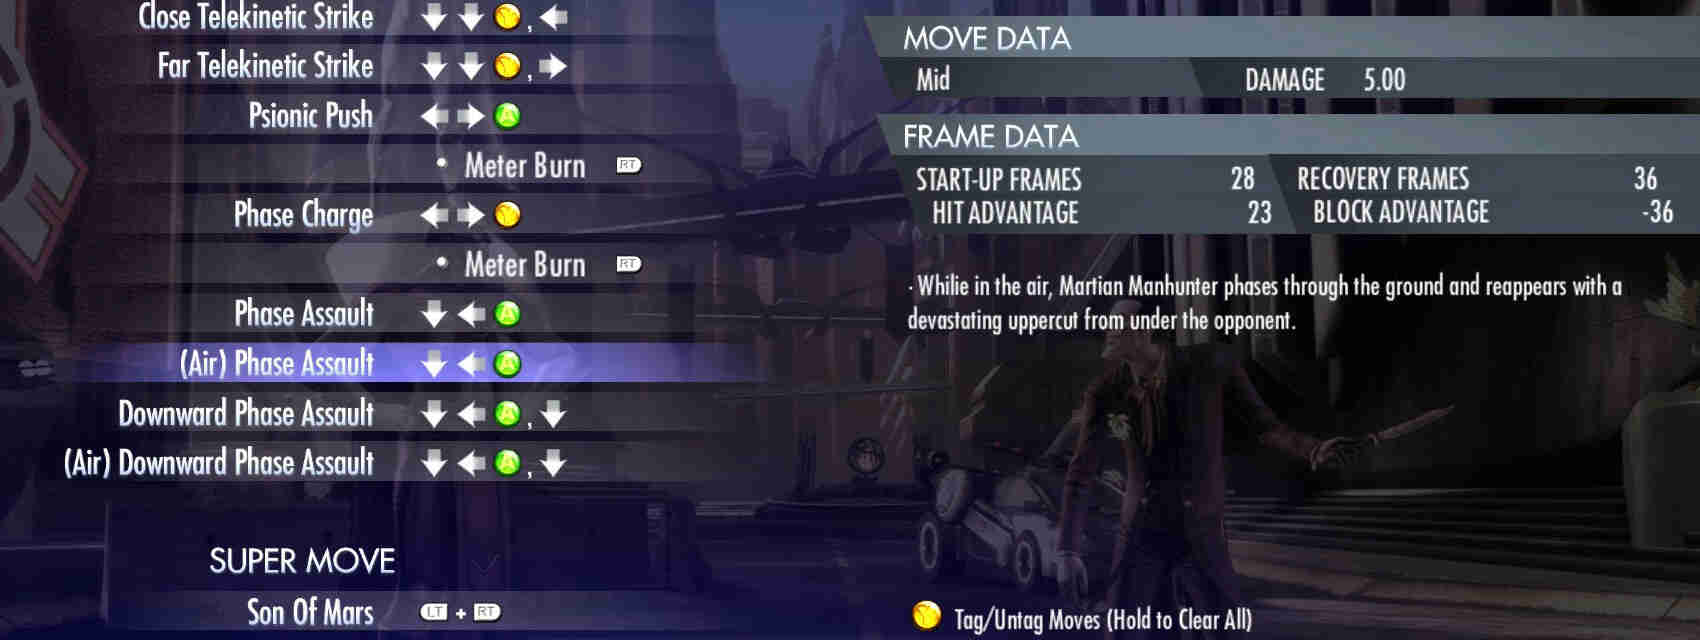 Close Telekinetic Strike Y ,
Far Telekinetic Strike Y ,
Psionic Push A
• Meter Burn RT
Phase Charge Y
• Meter Burn RT
Phase Assault A
(Air) Phase Assault A
Downward Phase Assault A ,
(Air) Downward Phase Assault A ,
SUPER MOVE
Son Of Mars LT + RT
MOVE DATA
Mid DAMAGE 5.00
FRAME DATA
START-UP FRAMES 28 RECOVERY FRAMES 36
HIT ADVANTAGE 23 BLOCK ADVANTAGE -36
· Whilie in the air, Martian Manhunter phases through the ground and reappears with a
devastating uppercut from under the opponent.
Y Tag/Untag Moves (Hold to Clear All)